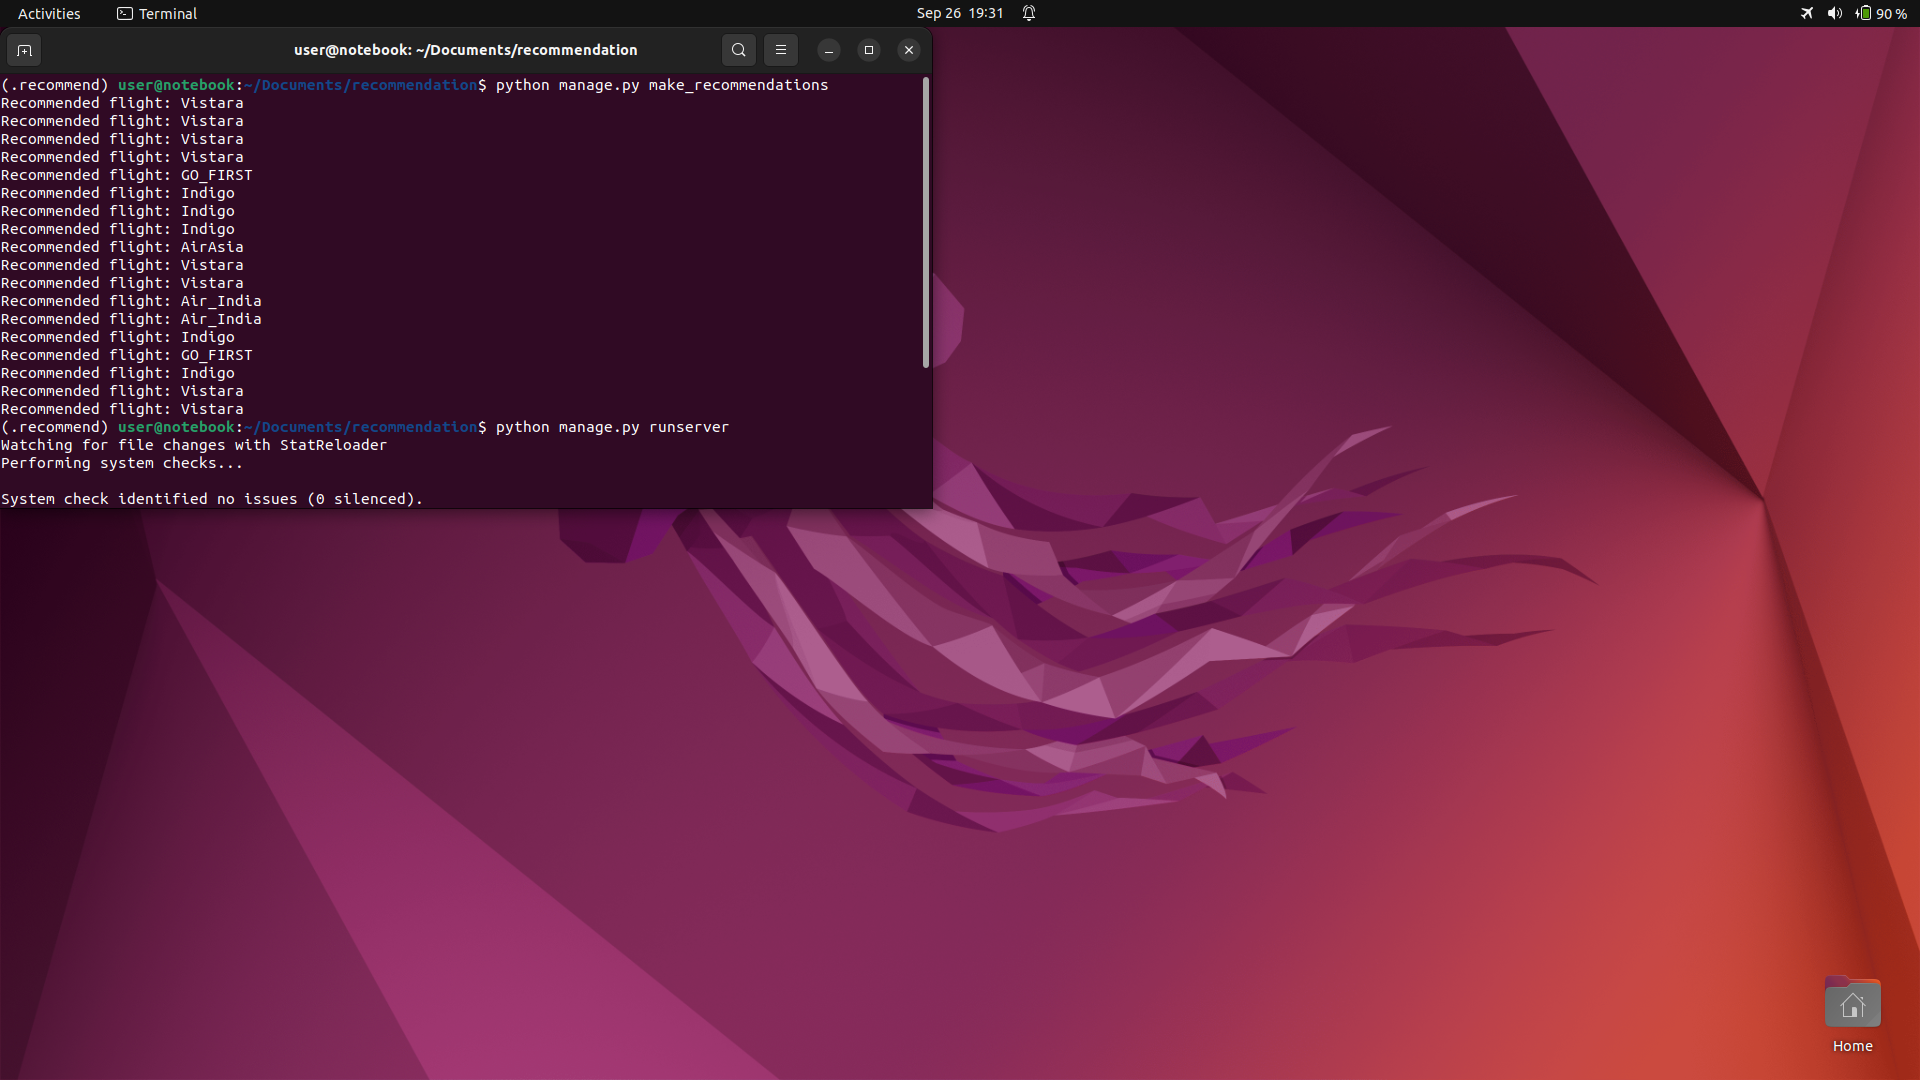 Activities
Terminal
Sep 26 19:31
90 %
user@notebook: ~/Documents/recommendation
(.recommend) user@notebook:~/Documents/recommendation$ python manage.py make_recommendations
Recommended flight: Vistara
Recommended flight: Vistara
Recommended flight: Vistara
Recommended flight: Vistara
Recommended flight: GO_FIRST
Recommended flight: Indigo
Recommended flight: Indigo
Recommended flight: Indigo
Recommended flight: AirAsia
Recommended flight: Vistara
Recommended flight: Vistara
Recommended flight: Air_India
Recommended flight: Air_India
Recommended flight: Indigo
Recommended flight: GO_FIRST
Recommended flight: Indigo
Recommended flight: Vistara
Recommended flight: Vistara
(.recommend) user@notebook:~/Documents/recommendation$ python manage.py runserver
Watching for file changes with StatReloader
Performing system checks...
System check identified no issues (0 silenced).
Home